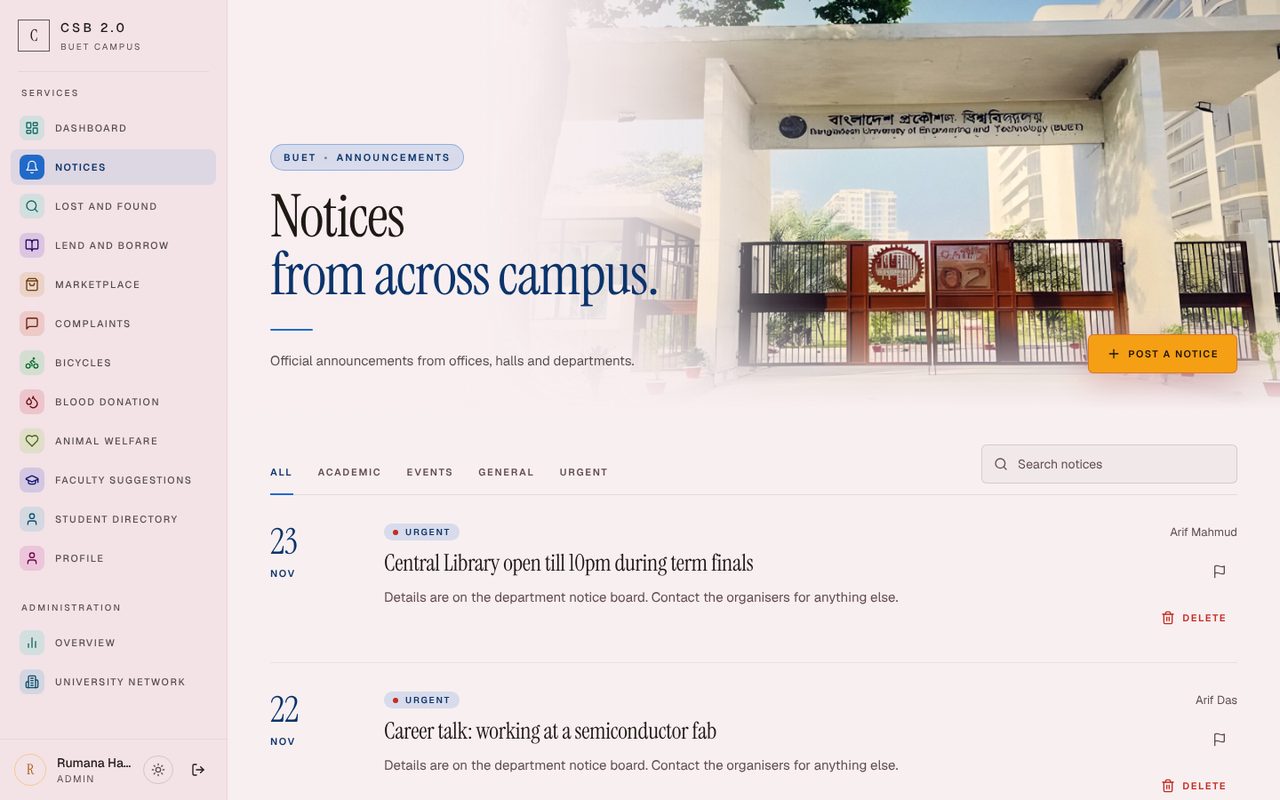 C
CSB 2.0
BUET CAMPUS
SERVICES
DASHBOARD
NOTICES
LOST AND FOUND
LEND AND BORROW
MARKETPLACE
COMPLAINTS
BICYCLES
BLOOD DONATION
ANIMAL WELFARE
FACULTY SUGGESTIONS
STUDENT DIRECTORY
PROFILE
ADMINISTRATION
OVERVIEW
UNIVERSITY NETWORK
R
Rumana Ha...
ADMIN
বাংলাদেশ প্রকৌশল বিশ্ববিদ্যালয়
Bangladesh University of Engineering and Technology (BUET)
GATE
02
BUET • ANNOUNCEMENTS
Notices
from across campus.
Official announcements from offices, halls and departments.
+ POST A NOTICE
ALL ACADEMIC EVENTS GENERAL URGENT
Search notices
23
NOV
URGENT
Central Library open till 10pm during term finals
Details are on the department notice board. Contact the organisers for anything else.
Arif Mahmud
DELETE
22
NOV
URGENT
Career talk: working at a semiconductor fab
Details are on the department notice board. Contact the organisers for anything else.
Arif Das
DELETE